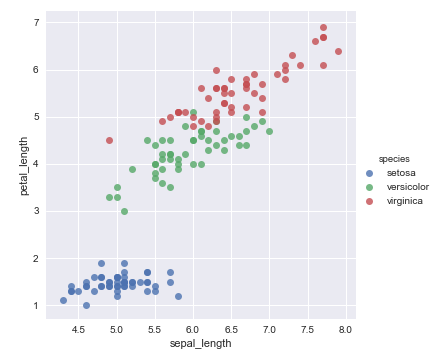 7
6
5
4
3
2
1
petal_length
4.5 5.0 5.5 6.0 6.5 7.0 7.5 8.0
sepal_length
species
setosa
versicolor
virginica